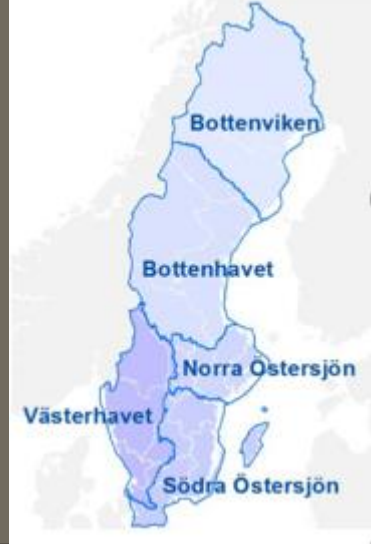 Bottenviken
Bottenhavet
Norra Östersjön
Västerhavet
Södra Östersjön